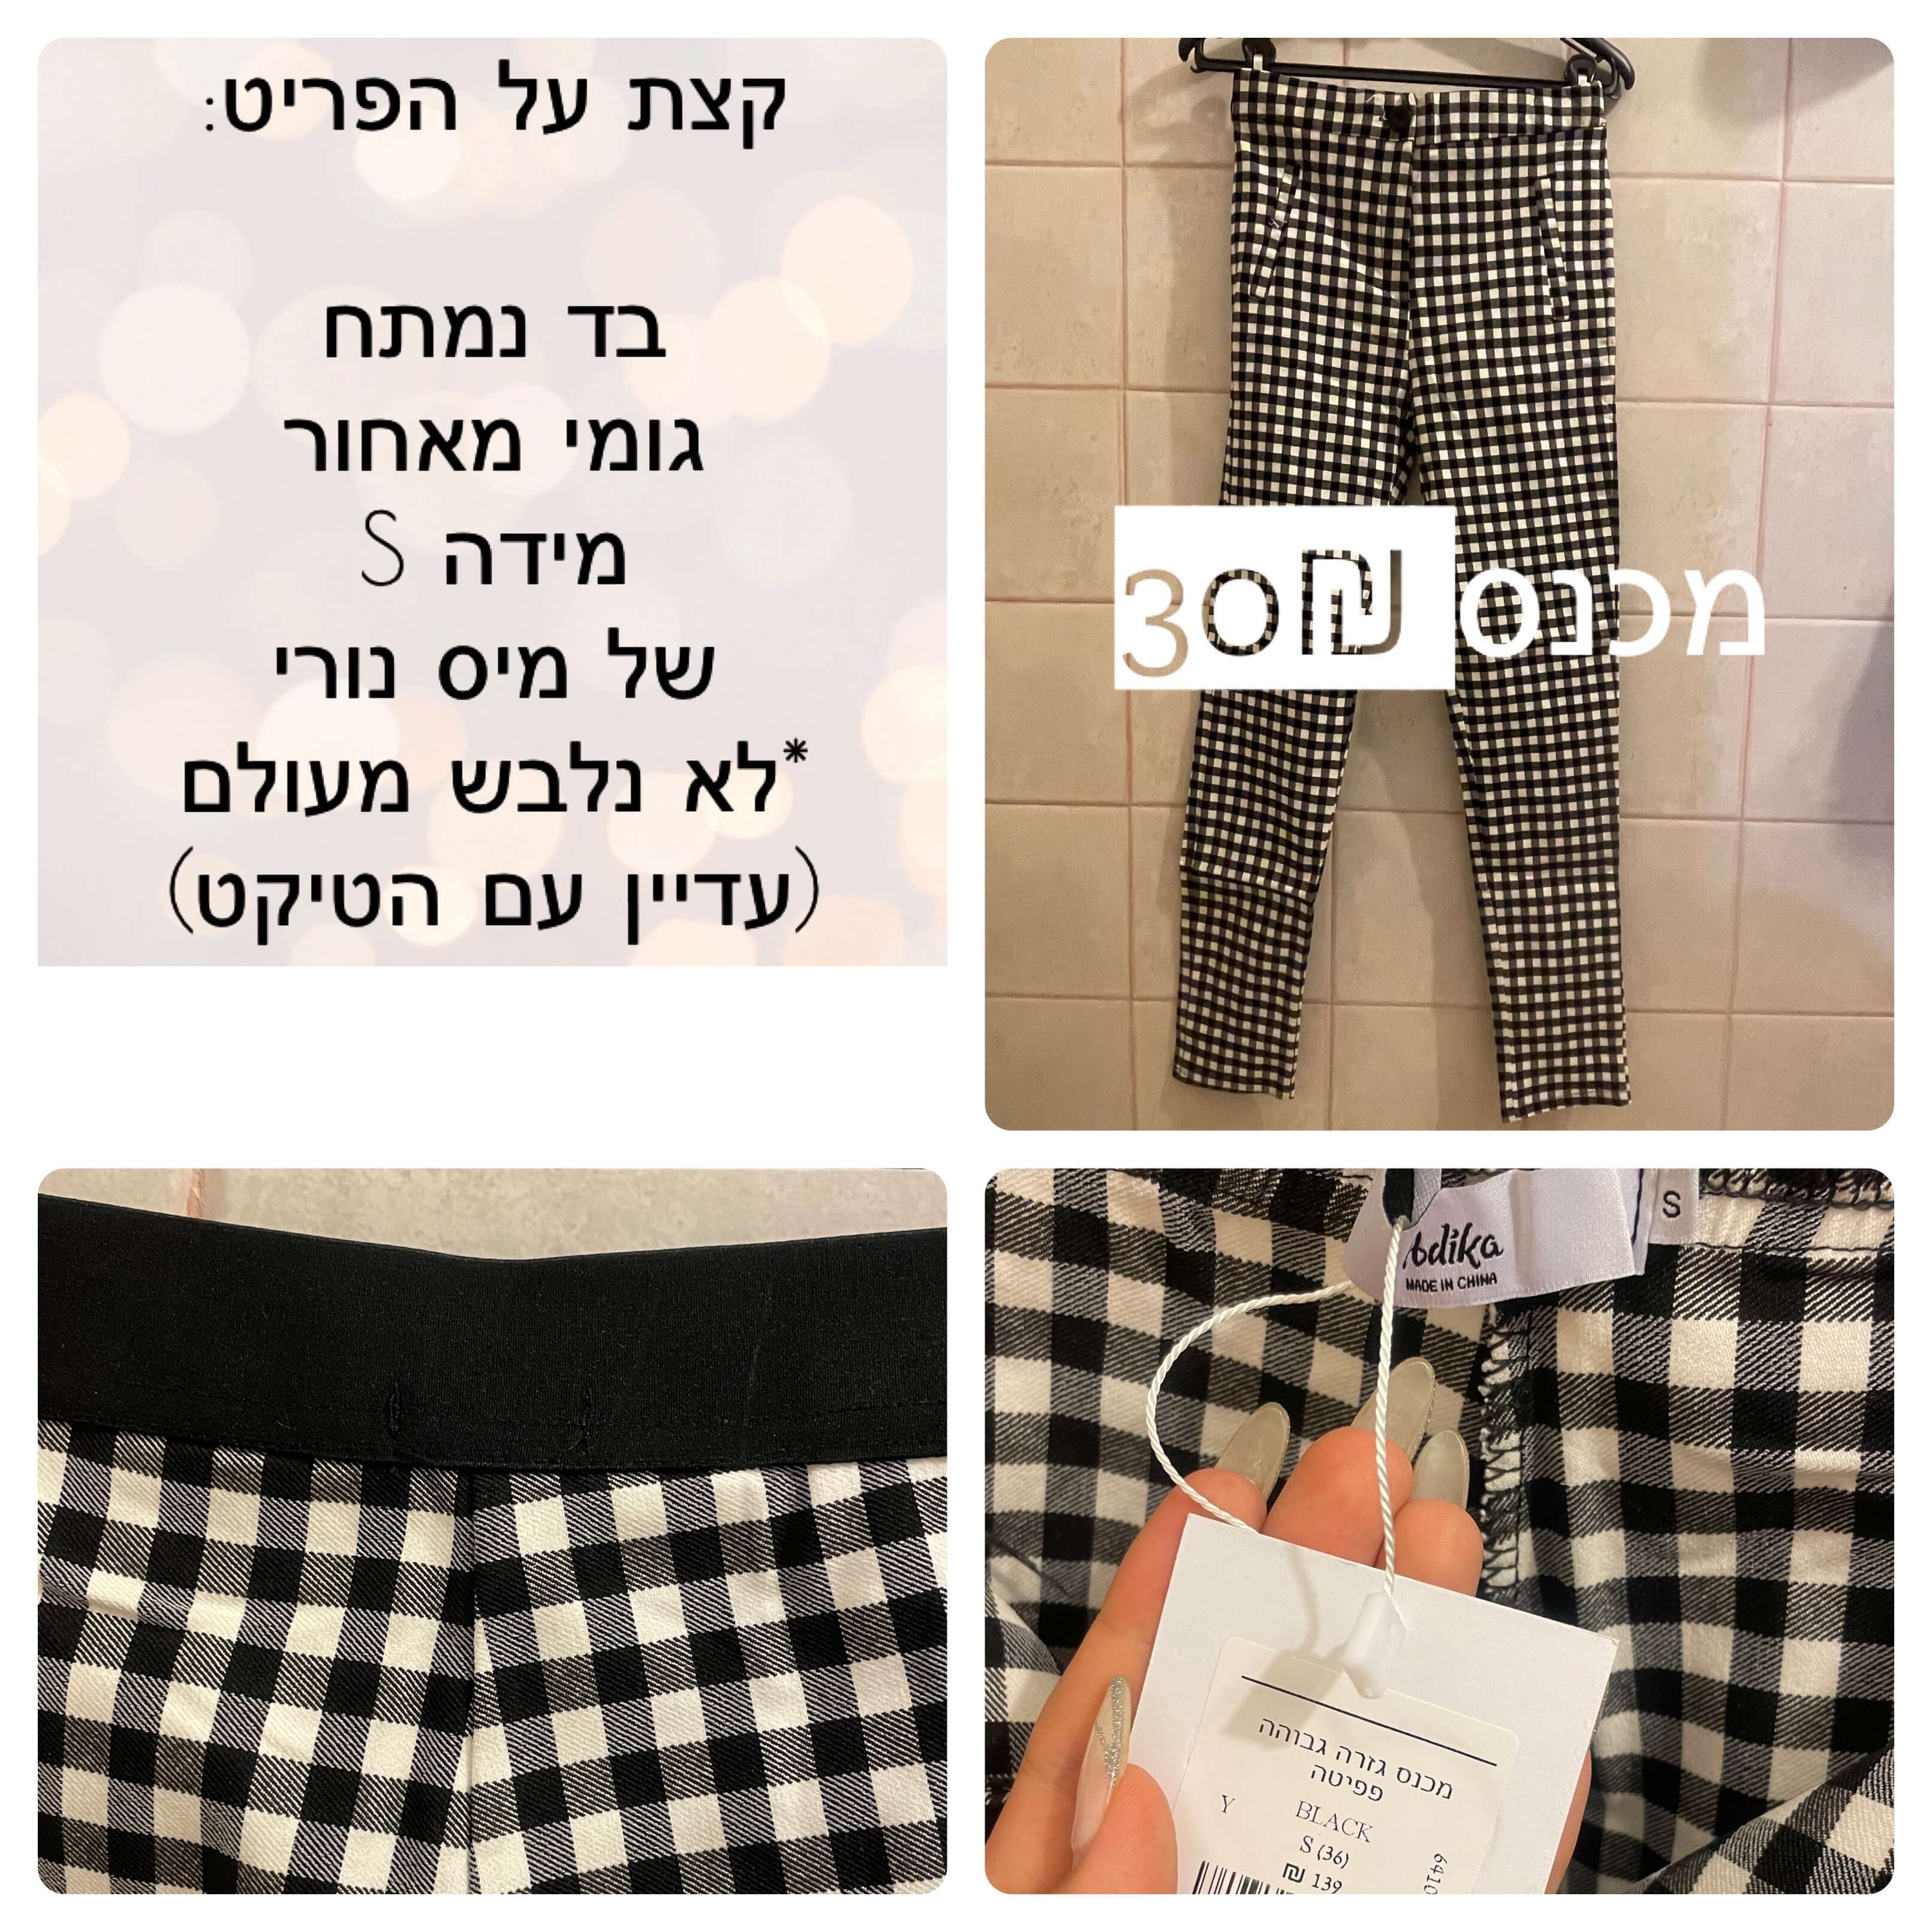 קצת על הפריט:
בד נמתח
גומי מאחור
מידה S
של מיס נורי
*לא נלבש מעולם
(עדיין עם הטיקט)
מכנס 30₪
Adika
MADE IN CHINA
S
מכנס גזרה גבוהה
פפיטה
Y BLACK
S (36)
139 ₪
6410